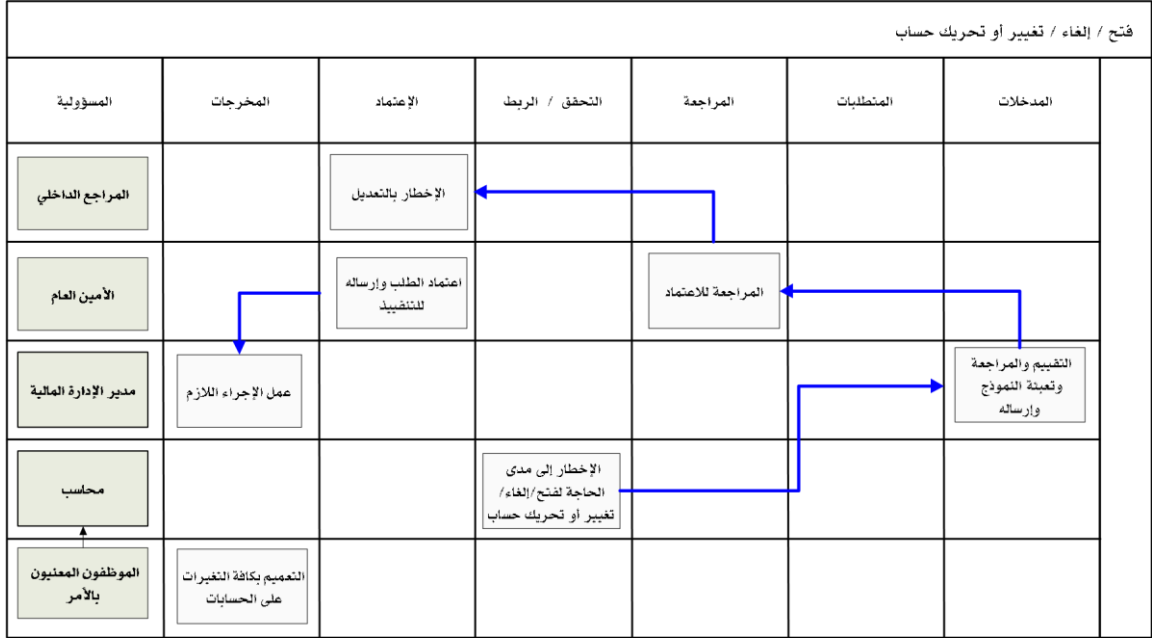 فتح / إلغاء / تغيير أو تحريك حساب
المدخلات
المتطلبات
المراجعة
التحقق / الربط
الإعتماد
المخرجات
المسؤولية
الإخطار بالتعديل
المراجع الداخلي
المراجعة للاعتماد
اعتماد الطلب وإرساله
للتنفييذ
الأمين العام
التقييم والمراجعة
وتعبئة النموذج
وإرساله
عمل الإجراء اللازم
مدير الإدارة المالية
الإخطار إلى مدى
الحاجة لفتح/إلغاء/
تغيير أو تحريك حساب
محاسب
التعميم بكافة التغيرات
على الحسابات
الموظفون المعنيون
بالأمر